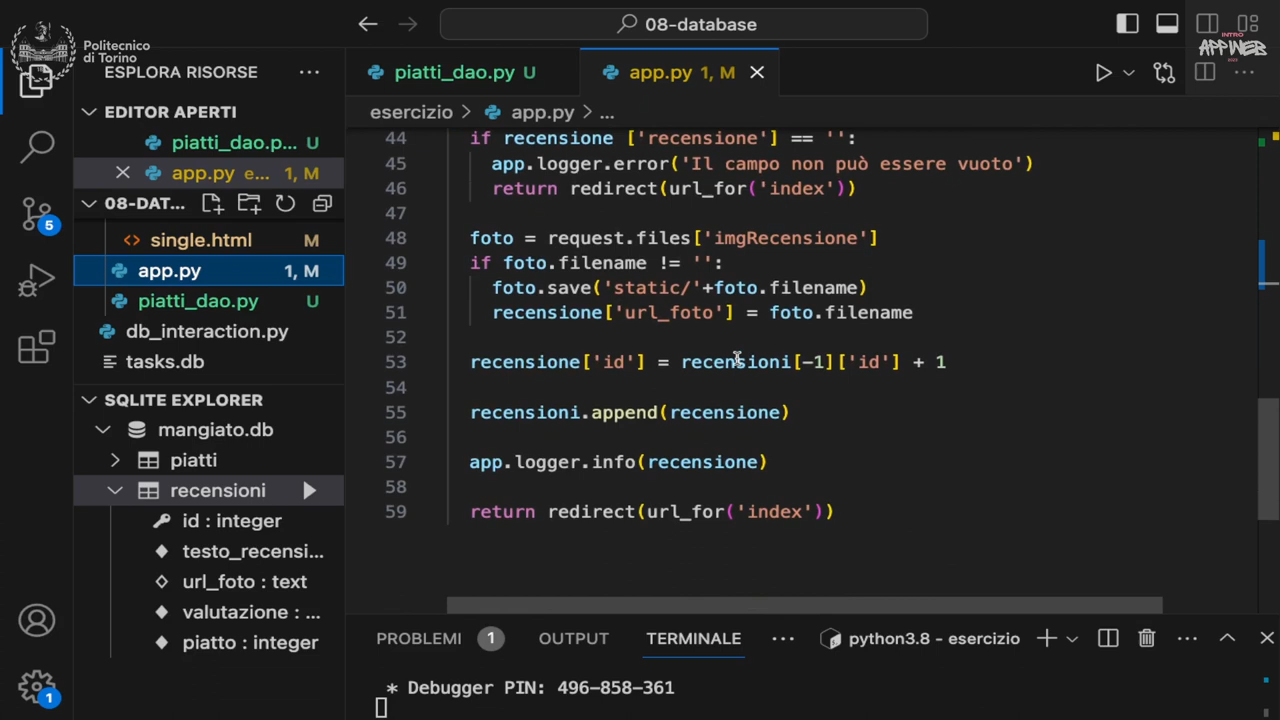 08-database
Politecnico
di Torino
INTRO
APPWEB
ESPLORA RISORSE
piatti_dao.py U
app.py 1, M
EDITOR APERTI
esercizio > app.py > ...
piatti_dao.p... U
app.py e... 1, M
08-DAT...
single.html M
app.py 1, M
piatti_dao.py U
db_interaction.py
tasks.db
5
SQLITE EXPLORER
mangiato.db
piatti
recensioni
id : integer
testo_recensi...
url_foto : text
valutazione : ...
piatto : integer
1
44 if recensione ['recensione'] == '':
45 app.logger.error('Il campo non può essere vuoto')
46 return redirect(url_for('index'))
47
48 foto = request.files['imgRecensione']
49 if foto.filename != '':
50 foto.save('static/'+foto.filename)
51 recensione['url_foto'] = foto.filename
52
53 recensione['id'] = recensioni[-1]['id'] + 1
54
55 recensioni.append(recensione)
56
57 app.logger.info(recensione)
58
59 return redirect(url_for('index'))
PROBLEMI 1 OUTPUT TERMINALE ... python3.8 - esercizio
* Debugger PIN: 496-858-361